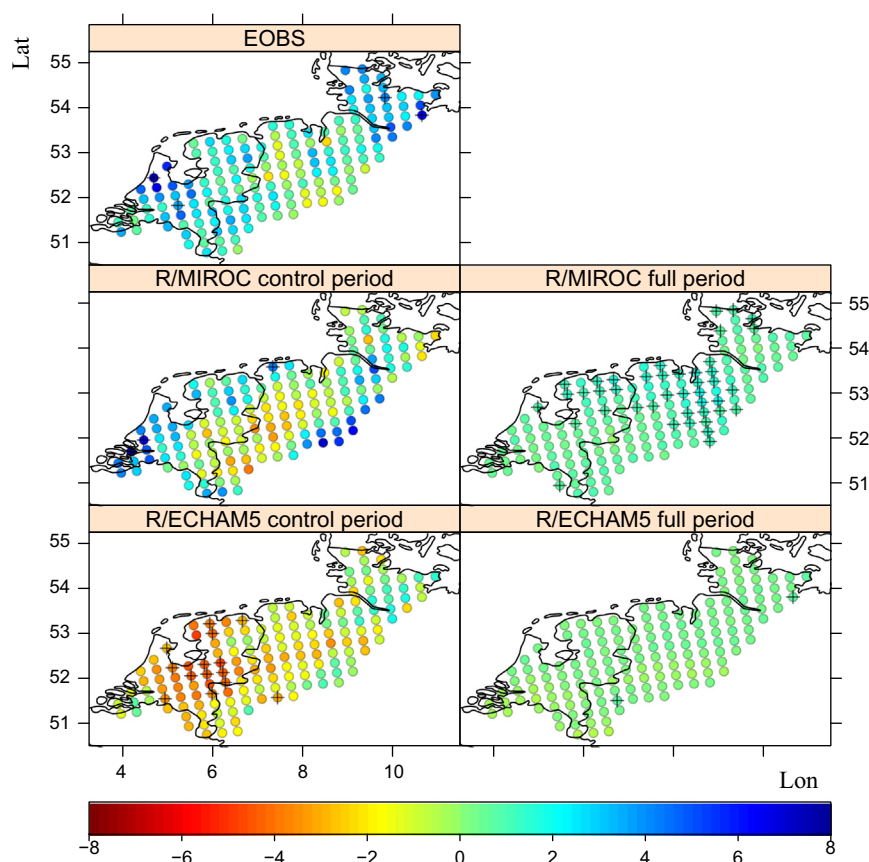 Lat
EOBS
55
54
53
52
51
R/MIROC control period
R/MIROC full period
55
54
53
52
51
R/ECHAM5 control period
R/ECHAM5 full period
55
54
53
52
51
4 6 8 10
Lon
−8 −6 −4 −2 0 2 4 6 8